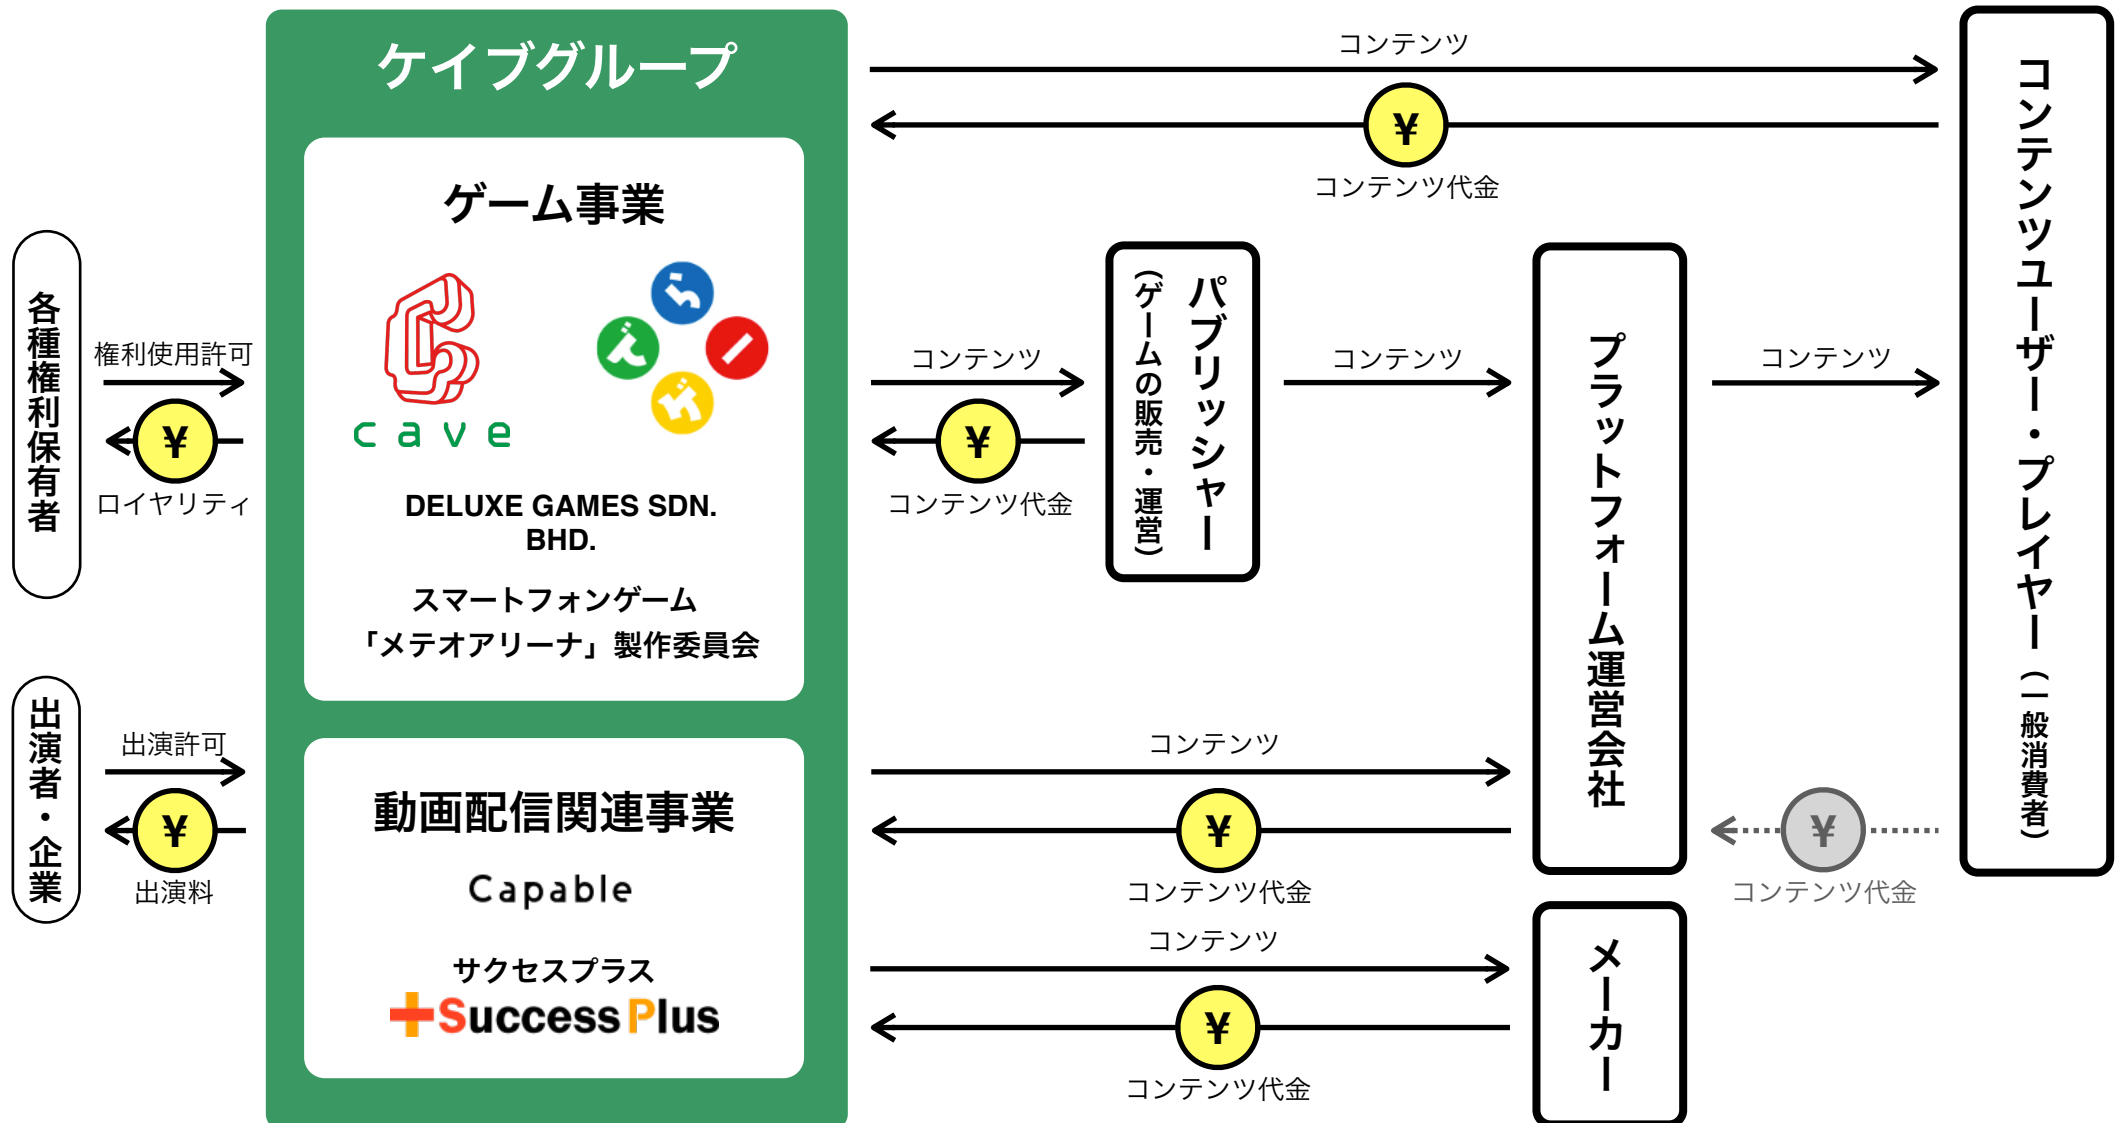 ケイブグループ
ゲーム事業
cave
でらゲー
DELUXE GAMES SDN.
BHD.
スマートフォンゲーム
「メテオアリーナ」製作委員会
動画配信関連事業
Capable
サクセスプラス
Success Plus
各種権利保有者
権利使用許可
¥
ロイヤリティ
出演者・企業
出演許可
¥
出演料
コンテンツ
¥
コンテンツ代金
コンテンツ
¥
コンテンツ代金
パブリッシャー
(ゲームの販売・運営)
コンテンツ
プラットフォーム運営会社
コンテンツ
コンテンツユーザー・プレイヤー(一般消費者)
コンテンツ
¥
コンテンツ代金
¥
コンテンツ代金
コンテンツ
¥
コンテンツ代金
メーカー